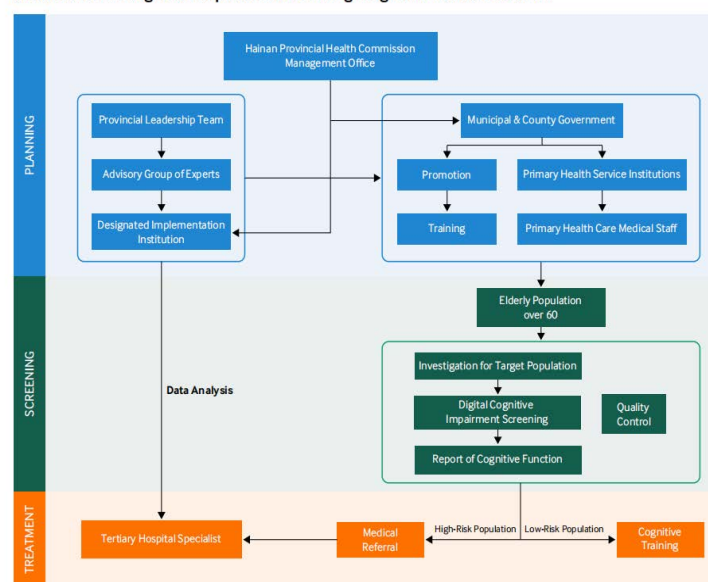 PLANNING
Hainan Provincial Health Commission
Management Office
Provincial Leadership Team
Advisory Group of Experts
Designated Implementation
Institution
Municipal & County Government
Promotion
Primary Health Service Institutions
Training
Primary Health Care Medical Staff
SCREENING
Elderly Population
over 60
Investigation for Target Population
Digital Cognitive
Impairment Screening
Quality
Control
Report of Cognitive Function
Data Analysis
TREATMENT
Tertiary Hospital Specialist
Medical
Referral
High-Risk Population
Low-Risk Population
Cognitive
Training